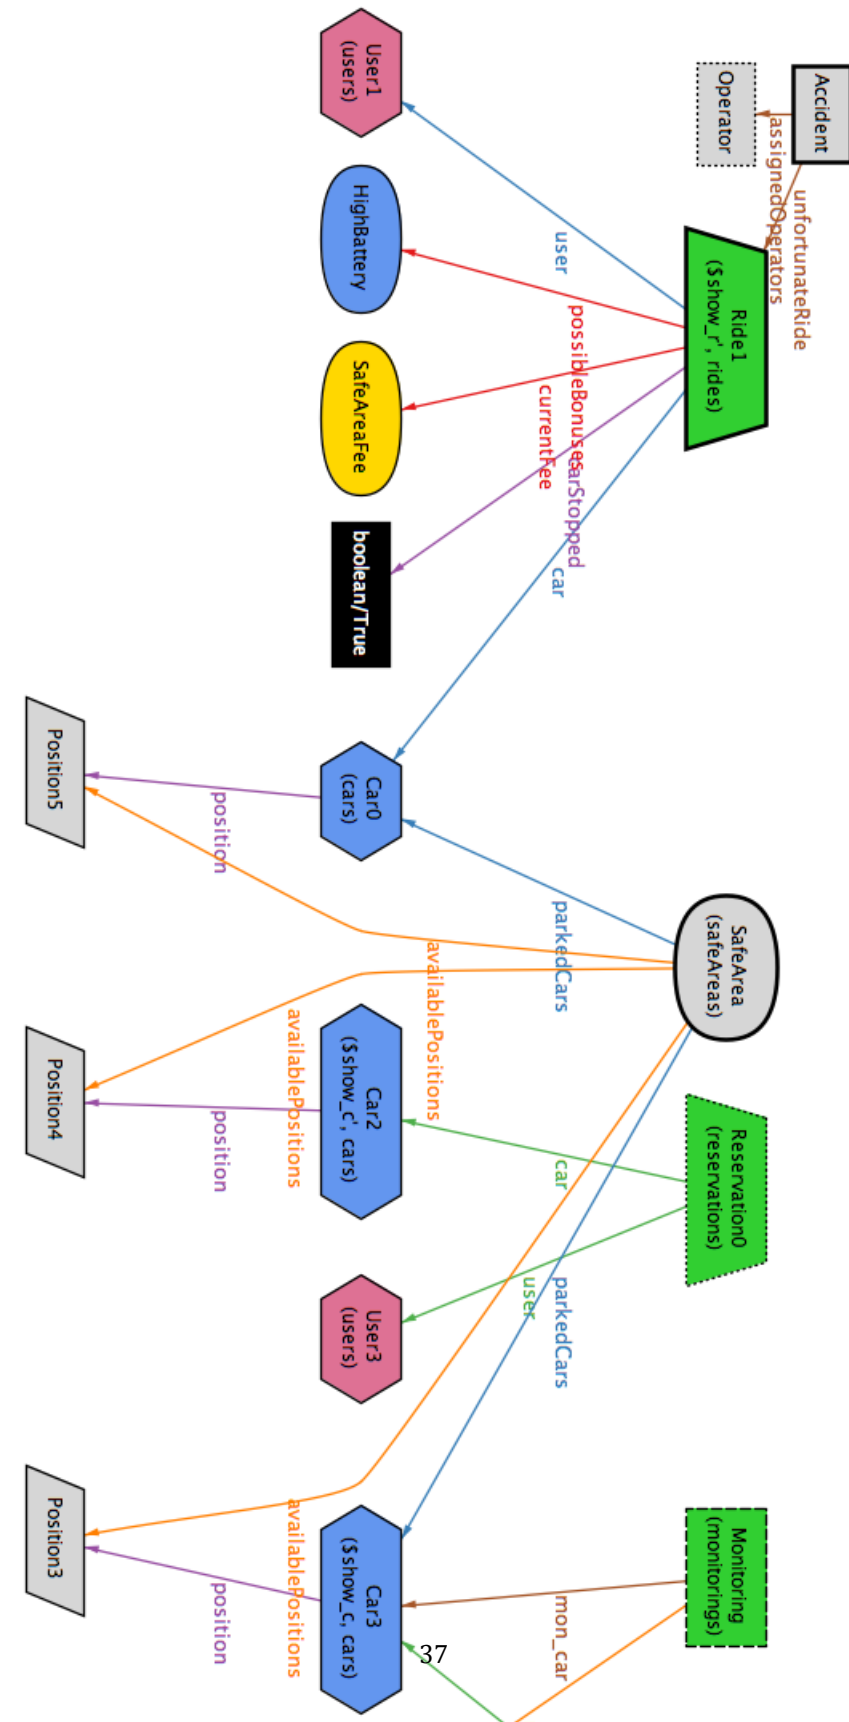 Accident
Operator
assignedOperators
unfortunateRide
Ride1
($show_r', rides)
SafeArea
(safeAreas)
Reservation0
(reservations)
Monitoring
(monitorings)
user
possibleBonuses
currentFee
carStopped
car
parkedCars
availablePositions
car
user
parkedCars
mon_car
User1
(users)
HighBattery
SafeAreaFee
boolean/True
Car0
(cars)
Car2
($show_c', cars)
User3
(users)
Car3
($show_c, cars)
position
availablePositions
position
availablePositions
position
Position5
Position4
Position3
37